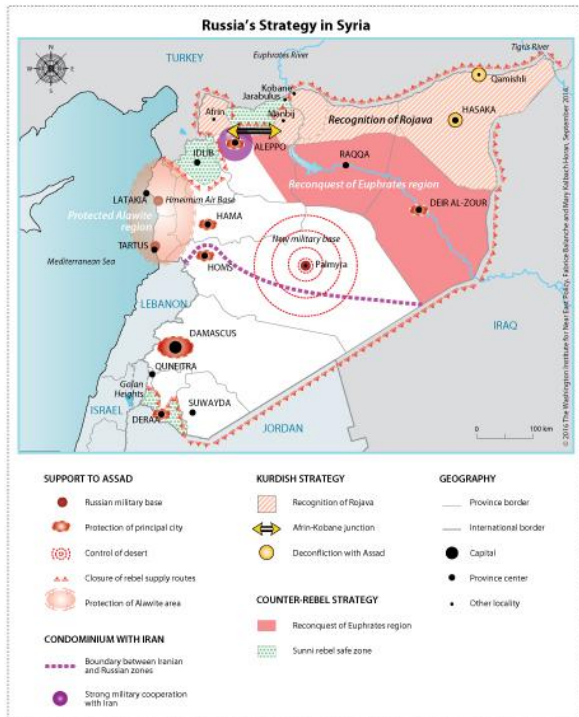 Russia's Strategy in Syria
TURKEY
Euphrates River
Tigris River
N
S
Kobane
Jarabulus
Qamishli
Afrin
Manbij
HASAKA
Recognition of Rojava
ALEPPO
IDLIB
RAQQA
Reconquest of Euphrates region
LATAKIA
Hmeimim Air Base
Protected Alawite
region
DEIR AL-ZOUR
HAMA
New military base
TARTUS
Mediterranean Sea
HOMS
Palmyra
LEBANON
IRAQ
DAMASCUS
QUNEITRA
Golan
Heights
ISRAEL
SUWAYDA
DERAA
JORDAN
0
100 km
© 2016 The Washington Institute for Near East Policy, Fabrice Balanche and Mary Kalbach Horan, September 2016.
SUPPORT TO ASSAD
Russian military base
Protection of principal city
Control of desert
Closure of rebel supply routes
Protection of Alawite area
CONDOMINIUM WITH IRAN
Boundary between Iranian
and Russian zones
Strong military cooperation
with Iran
KURDISH STRATEGY
Recognition of Rojava
Afrin-Kobane junction
Deconfliction with Assad
COUNTER-REBEL STRATEGY
Reconquest of Euphrates region
Sunni rebel safe zone
GEOGRAPHY
Province border
International border
Capital
Province center
Other locality